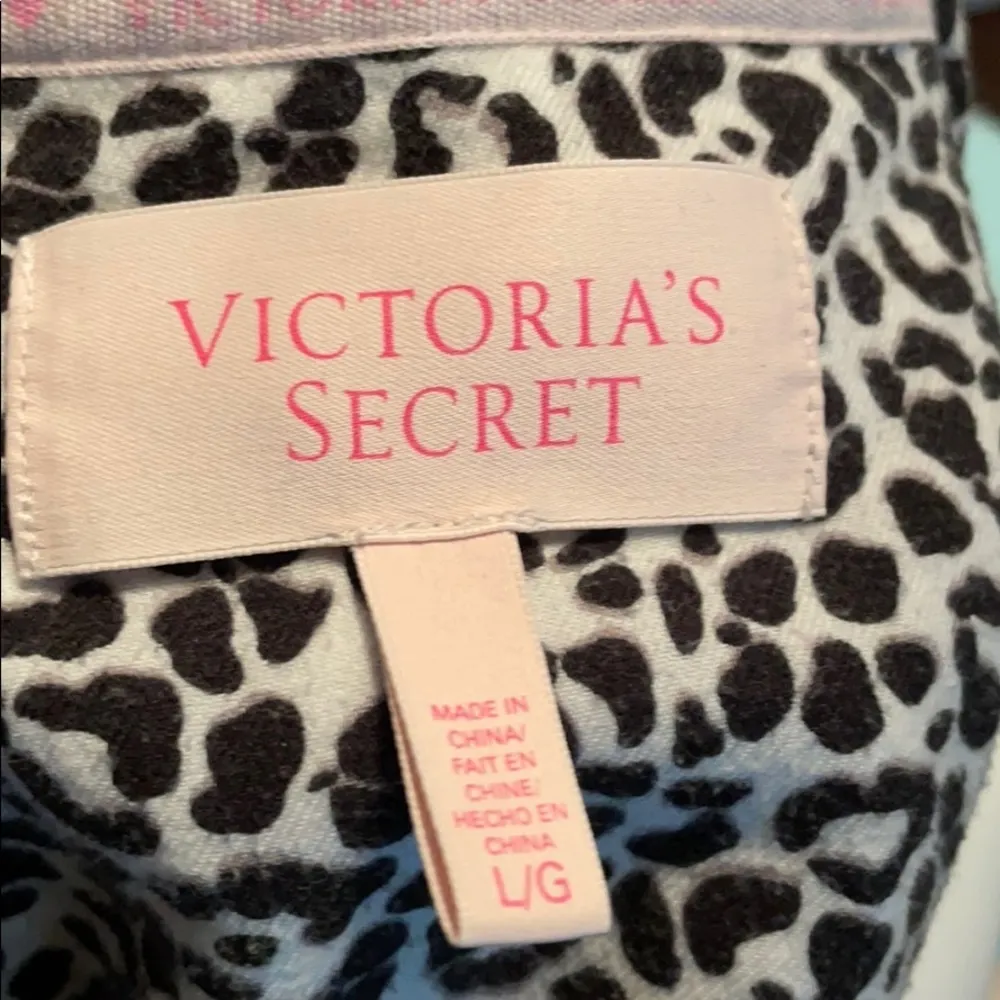 VICTORIA'S
SECRET
MADE IN
CHINA/
FAIT EN
CHINE/
HECHO EN
CHINA
L/G